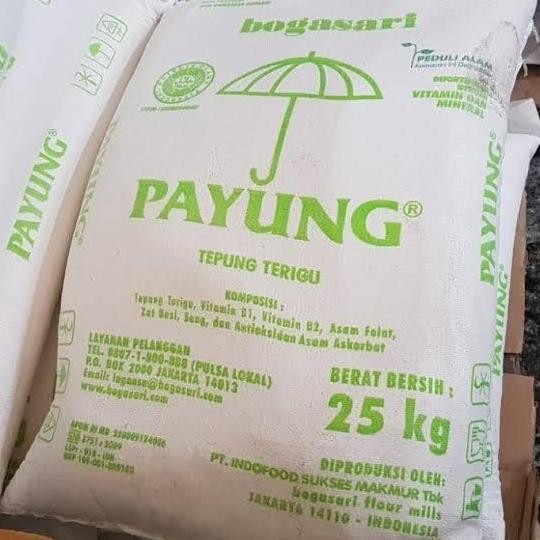 bogasari
PEDULI ALAM
VITAMIN DAN
MINERAL
PAYUNG®
TEPUNG TERIGU
KOMPOSISI :
Tepung Terigu, Vitamin B1, Vitamin B2, Asam Folat,
Zat Besi, Seng, dan Antioksidan Asam Askorbat
LAYANAN PELANGGAN
TEL. 0807-1-800-888 (PULSA LOKAL)
P.O. BOX 2000 JAKARTA 14013
www.bogasari.com
BERAT BERSIH :
25 kg
DIPRODUKSI OLEH:
PT. INDOFOOD SUKSES MAKMUR Tbk
bogasari flour mills
JAKARTA 14110 - INDONESIA
PAYUNG®
PAYUNG®
PAYUNG®